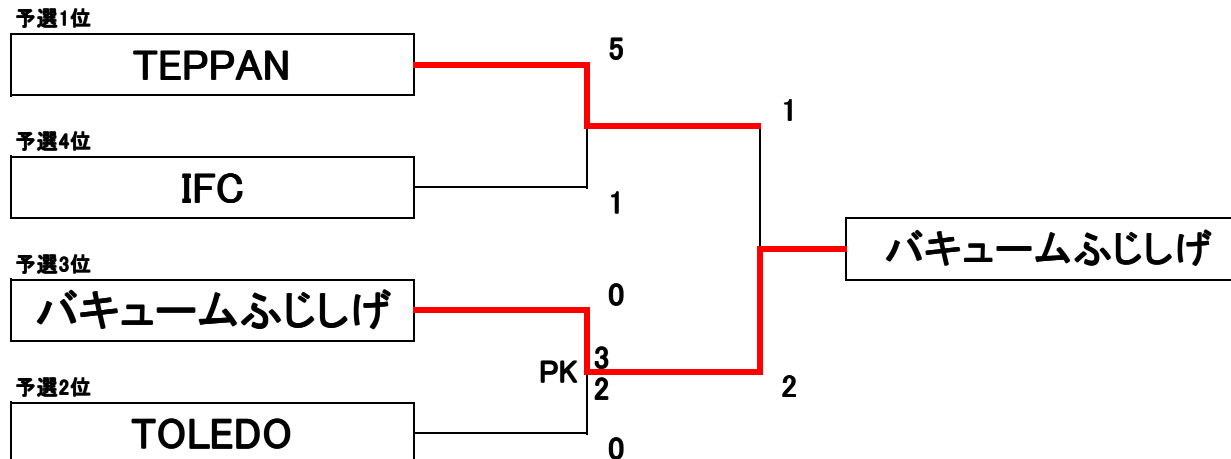 予選1位
TEPPAN
5
1
予選4位
IFC
1
バキュームふじしげ
予選3位
バキュームふじしげ
0
PK
3
2
2
予選2位
TOLEDO
0